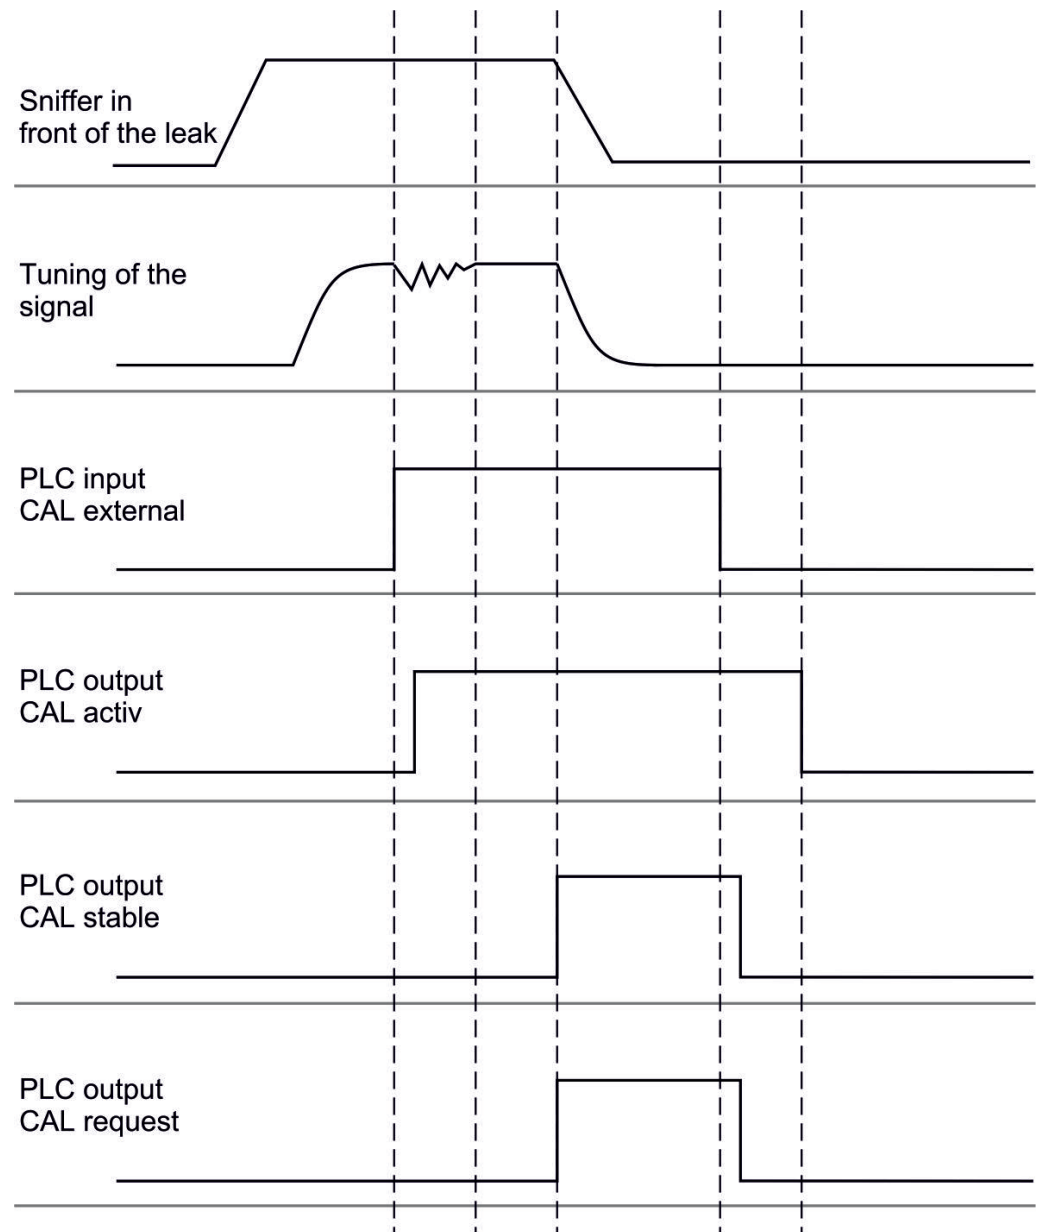 Sniffer in
front of the leak
Tuning of the
signal
PLC input
CAL external
PLC output
CAL activ
PLC output
CAL stable
PLC output
CAL request